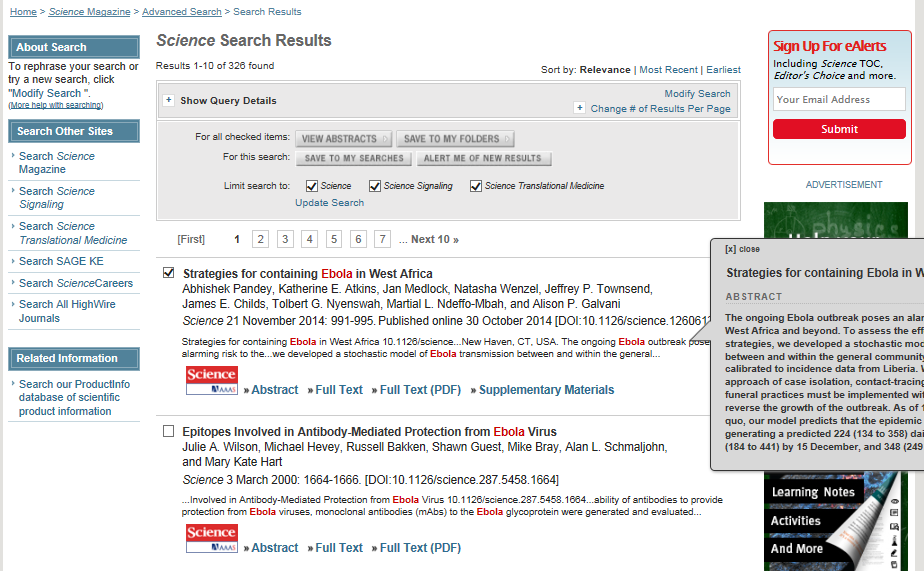 Home > Science Magazine > Advanced Search > Search Results
About Search
To rephrase your search or
try a new search, click
"Modify Search ".
(More help with searching)
Search Other Sites
Search Science
Magazine
Search Science
Signaling
Search Science
Translational Medicine
Search SAGE KE
Search ScienceCareers
Search All HighWire
Journals
Related Information
Search our ProductInfo
database of scientific
product information
Science Search Results
Results 1-10 of 326 found
Sort by: Relevance | Most Recent | Earliest
+ Show Query Details
Modify Search
+ Change # of Results Per Page
For all checked items: VIEW ABSTRACTS SAVE TO MY FOLDERS
For this search: SAVE TO MY SEARCHES ALERT ME OF NEW RESULTS
Limit search to: Science Science Signaling Science Translational Medicine
Update Search
[First] 1 2 3 4 5 6 7 ... Next 10 »
Strategies for containing Ebola in West Africa
Abhishek Pandey, Katherine E. Atkins, Jan Medlock, Natasha Wenzel, Jeffrey P. Townsend,
James E. Childs, Tolbert G. Nyenswah, Martial L. Ndeffo-Mbah, and Alison P. Galvani
Science 21 November 2014: 991-995. Published online 30 October 2014 [DOI:10.1126/science.126061
Strategies for containing Ebola in West Africa 10.1126/science...New Haven, CT, USA. The ongoing Ebola outbreak pose
alarming risk to the...we developed a stochastic model of Ebola transmission between and within the general...
Science
AAAS
» Abstract » Full Text » Full Text (PDF) » Supplementary Materials
Epitopes Involved in Antibody-Mediated Protection from Ebola Virus
Julie A. Wilson, Michael Hevey, Russell Bakken, Shawn Guest, Mike Bray, Alan L. Schmaljohn,
and Mary Kate Hart
Science 3 March 2000: 1664-1666. [DOI:10.1126/science.287.5458.1664]
...Involved in Antibody-Mediated Protection from Ebola Virus 10.1126/science.287.5458.1664...ability of antibodies to provide
protection from Ebola viruses, monoclonal antibodies (mAbs) to the Ebola glycoprotein were generated and evaluated...
Science
AAAS
» Abstract » Full Text » Full Text (PDF)
Sign Up For eAlerts
Including Science TOC,
Editor's Choice and more.
Your Email Address
Submit
ADVERTISEMENT
physics
[x] close
Strategies for containing Ebola in W
ABSTRACT
The ongoing Ebola outbreak poses an alar
West Africa and beyond. To assess the eff
strategies, we developed a stochastic mod
between and within the general community
calibrated to incidence data from Liberia. W
approach of case isolation, contact-tracing
funeral practices must be implemented wit
reverse the growth of the outbreak. As of 1
quo, our model predicts that the epidemic
generating a predicted 224 (134 to 358) dai
(184 to 441) by 15 December, and 348 (249
Learning Notes
Activities
And More